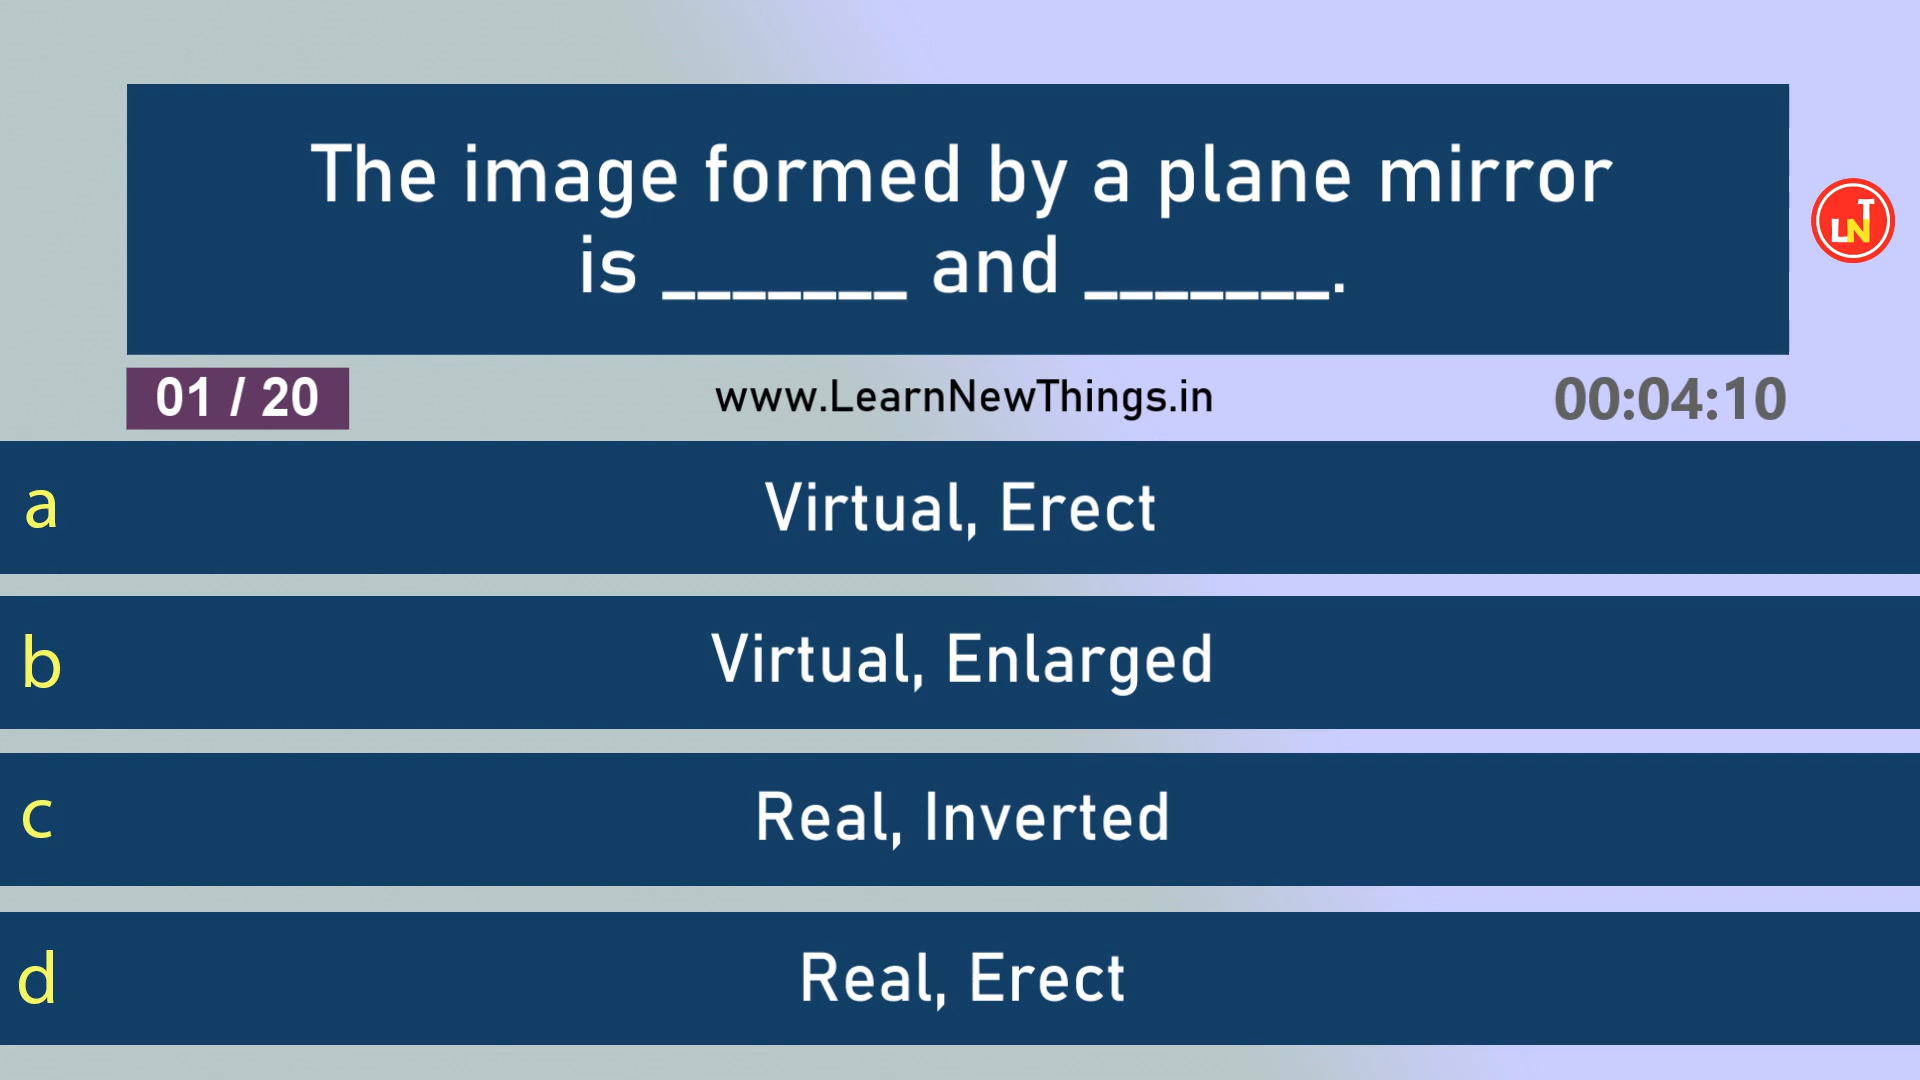 The image formed by a plane mirror
is _______ and _______.
LNT
01 / 20
www.LearnNewThings.in
00:04:10
a
Virtual, Erect
b
Virtual, Enlarged
c
Real, Inverted
d
Real, Erect